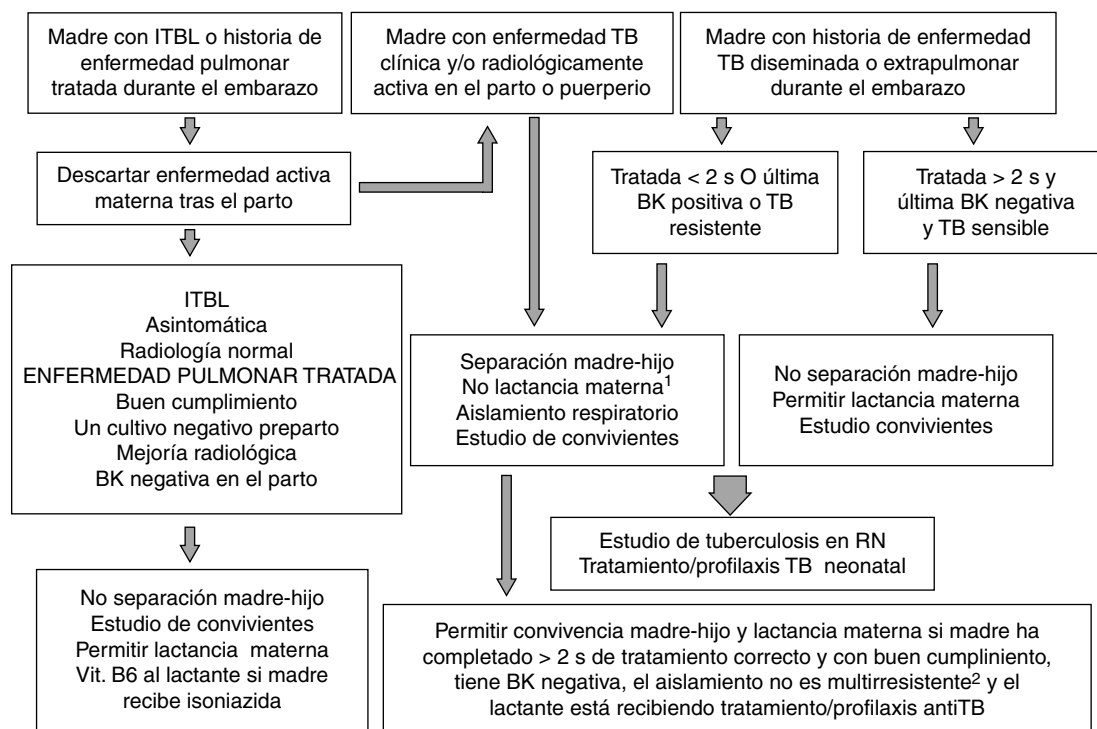 Madre con ITBL o historia de
enfermedad pulmonar
tratada durante el embarazo
Madre con enfermedad TB
clínica y/o radiológicamente
activa en el parto o puerperio
Madre con historia de enfermedad
TB diseminada o extrapulmonar
durante el embarazo
Descartar enfermedad activa
materna tras el parto
Tratada < 2 s O última
BK positiva o TB
resistente
Tratada > 2 s y
última BK negativa
y TB sensible
ITBL
Asintomática
Radiología normal
ENFERMEDAD PULMONAR TRATADA
Buen cumplimiento
Un cultivo negativo preparto
Mejoría radiológica
BK negativa en el parto
Separación madre-hijo
No lactancia materna1
Aislamiento respiratorio
Estudio de convivientes
No separación madre-hijo
Permitir lactancia materna
Estudio convivientes
Estudio de tuberculosis en RN
Tratamiento/profilaxis TB neonatal
No separación madre-hijo
Estudio de convivientes
Permitir lactancia materna
Vit. B6 al lactante si madre
recibe isoniazida
Permitir convivencia madre-hijo y lactancia materna si madre ha
completado > 2 s de tratamiento correcto y con buen cumpliniento,
tiene BK negativa, el aislamiento no es multirresistente2 y el
lactante está recibiendo tratamiento/profilaxis antiTB